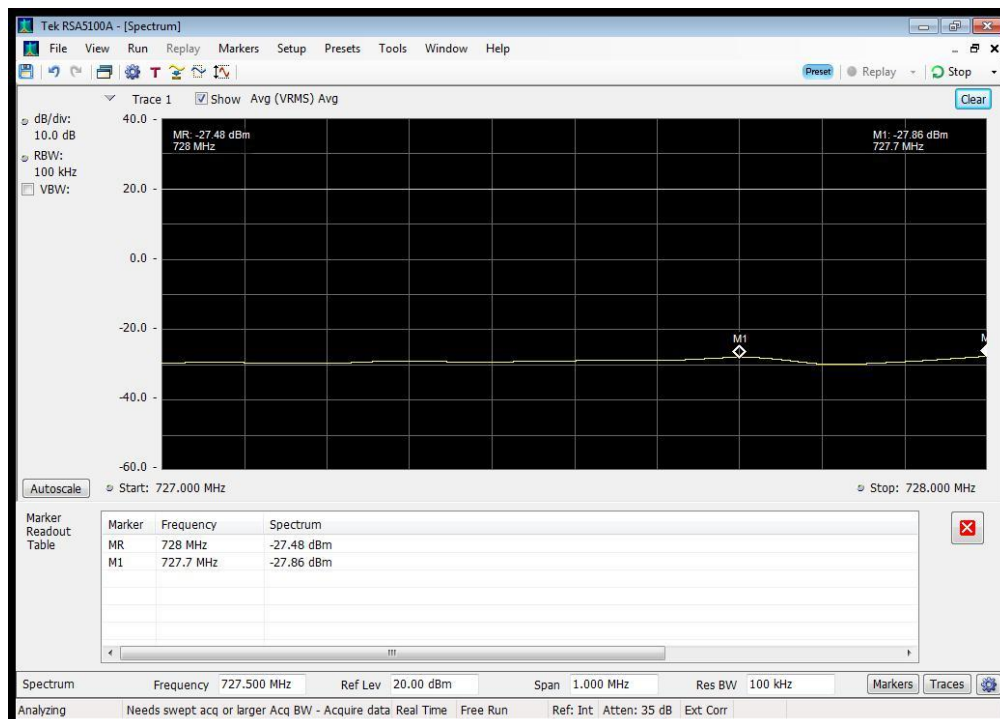 Tek RSA5100A - [Spectrum]
File View Run Replay Markers Setup Presets Tools Window Help
T Preset Replay Stop
Trace 1 Show Avg (VRMS) Avg Clear
dB/div:
10.0 dB
RBW:
100 kHz
VBW:
40.0
20.0
0.0
-20.0
-40.0
-60.0
MR: -27.48 dBm
728 MHz
M1: -27.86 dBm
727.7 MHz
M1
M
Autoscale Start: 727.000 MHz Stop: 728.000 MHz
Marker
Readout
Table
Marker Frequency Spectrum
MR 728 MHz -27.48 dBm
M1 727.7 MHz -27.86 dBm
Spectrum Frequency 727.500 MHz Ref Lev 20.00 dBm Span 1.000 MHz Res BW 100 kHz Markers Traces
Analyzing Needs swept acq or larger Acq BW - Acquire data Real Time Free Run Ref: Int Atten: 35 dB Ext Corr